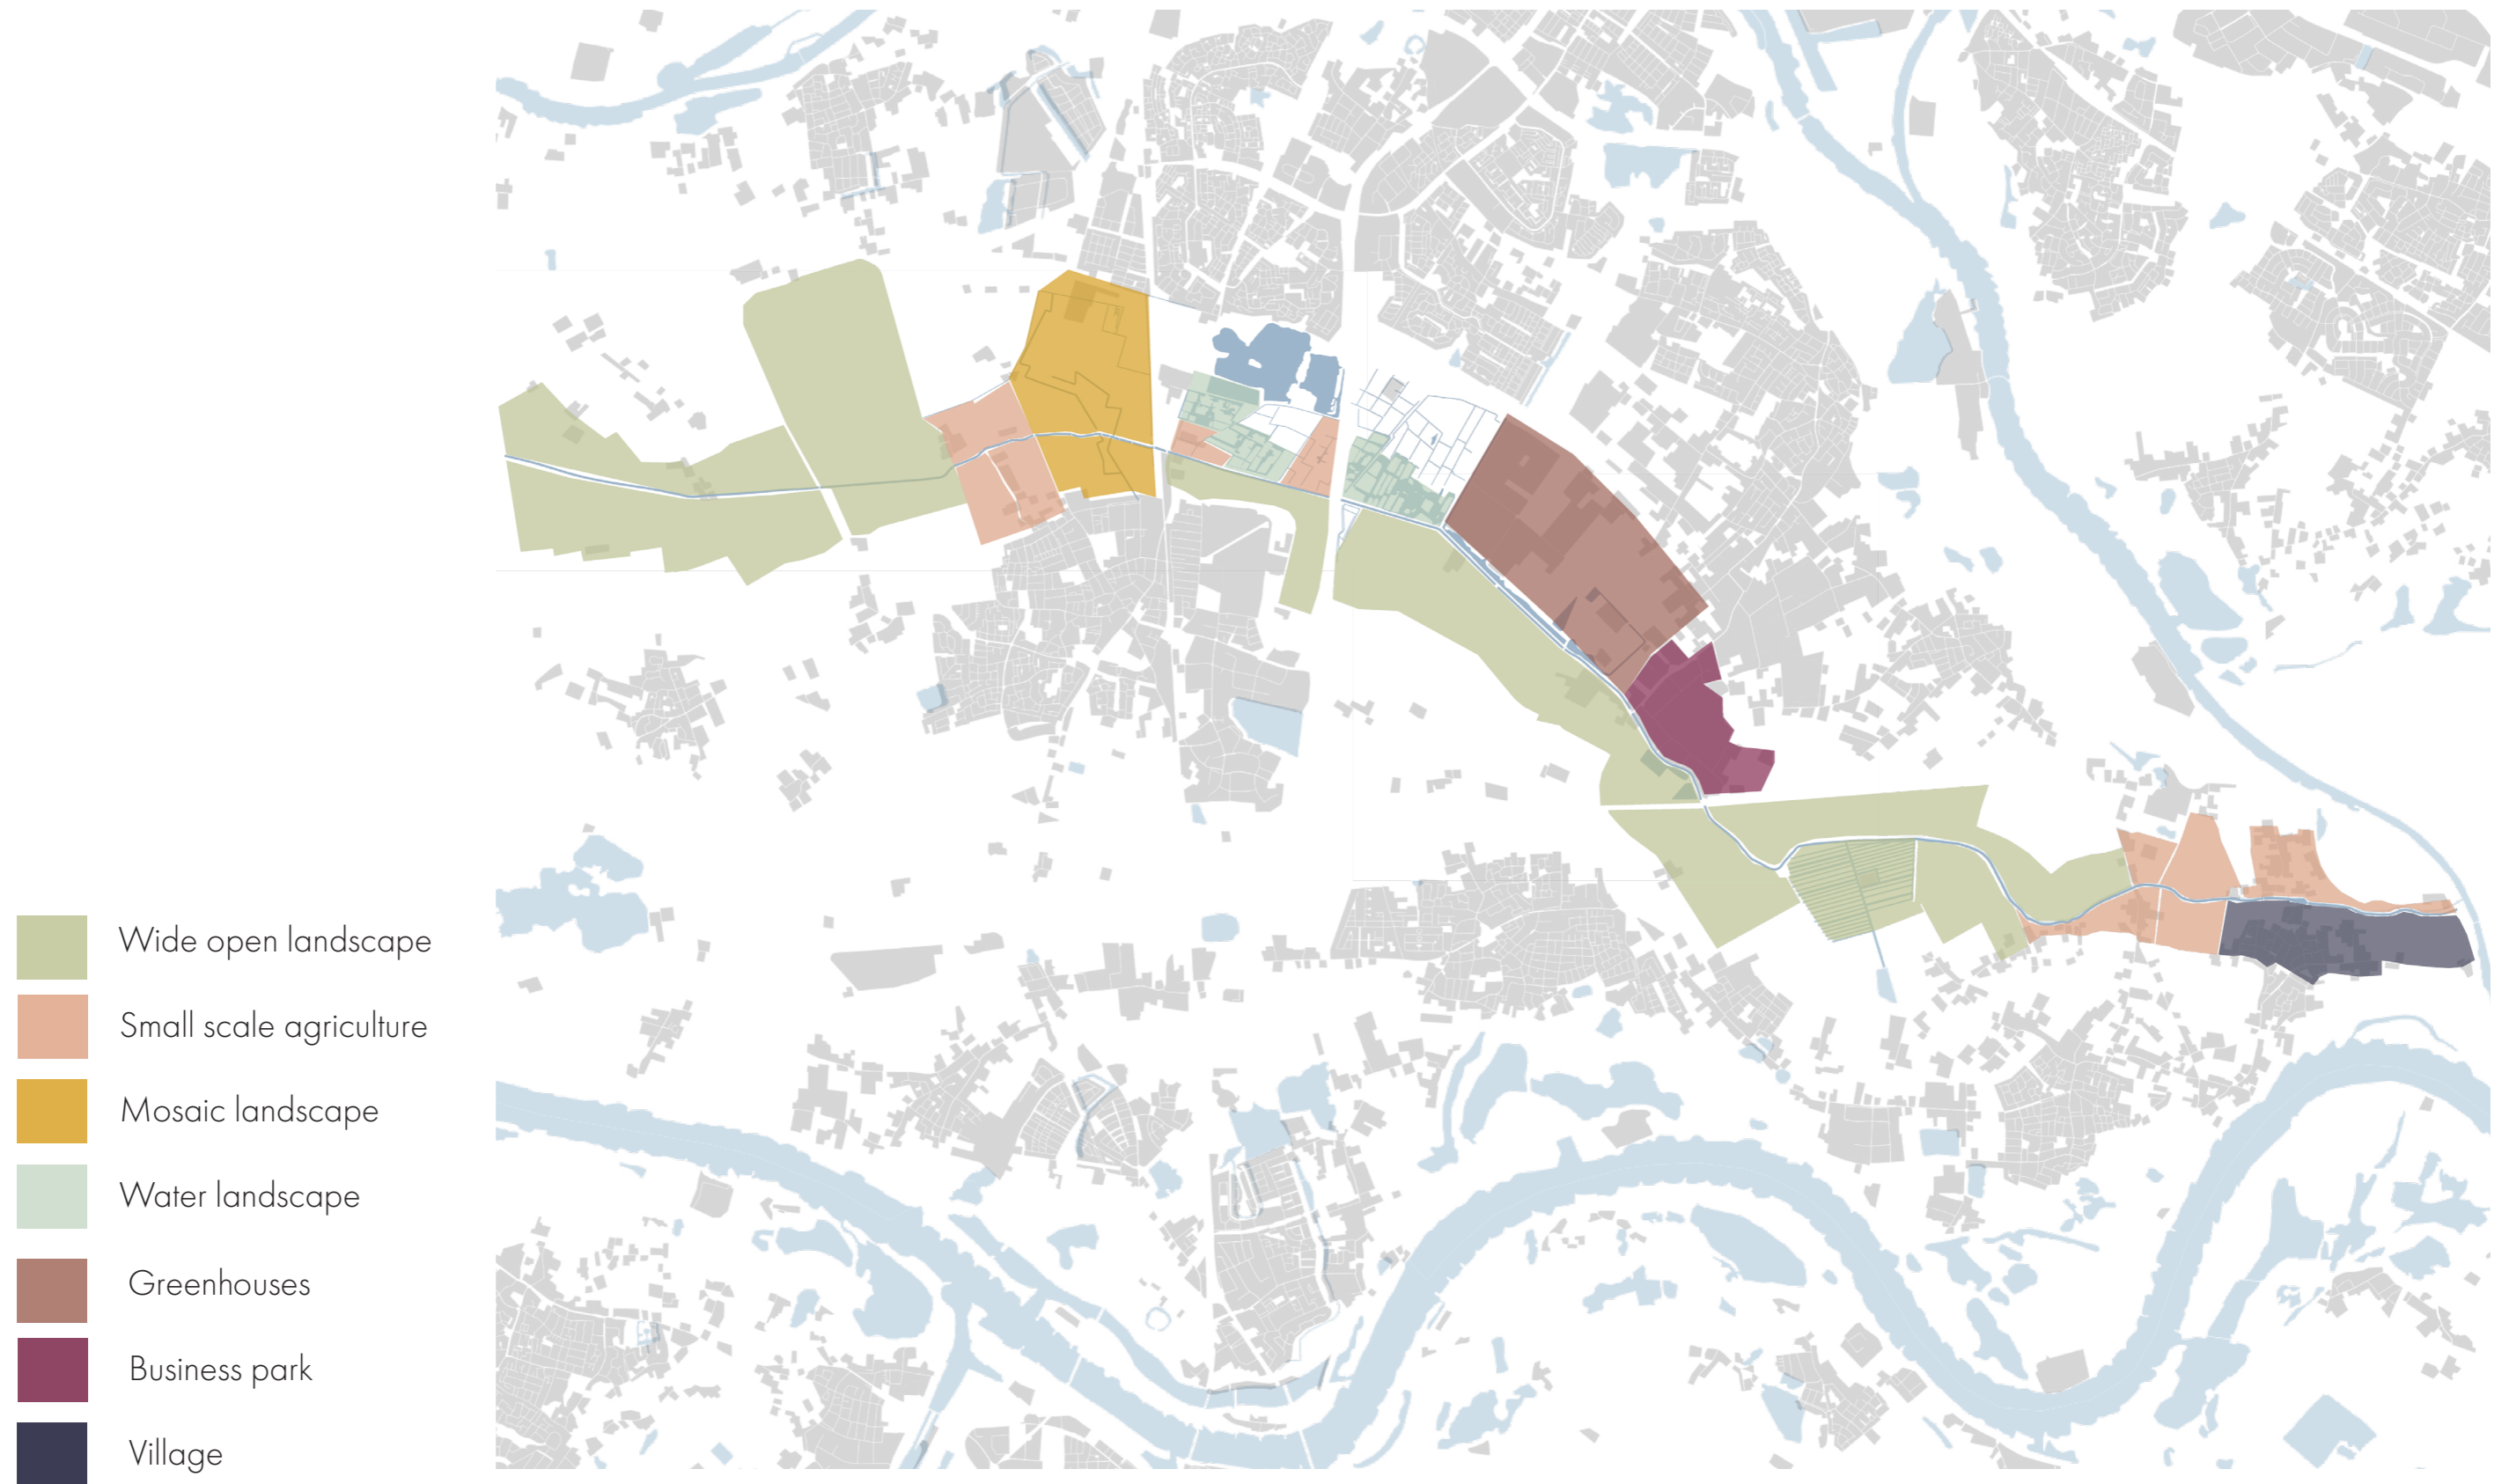 Wide open landscape
Small scale agriculture
Mosaic landscape
Water landscape
Greenhouses
Business park
Village